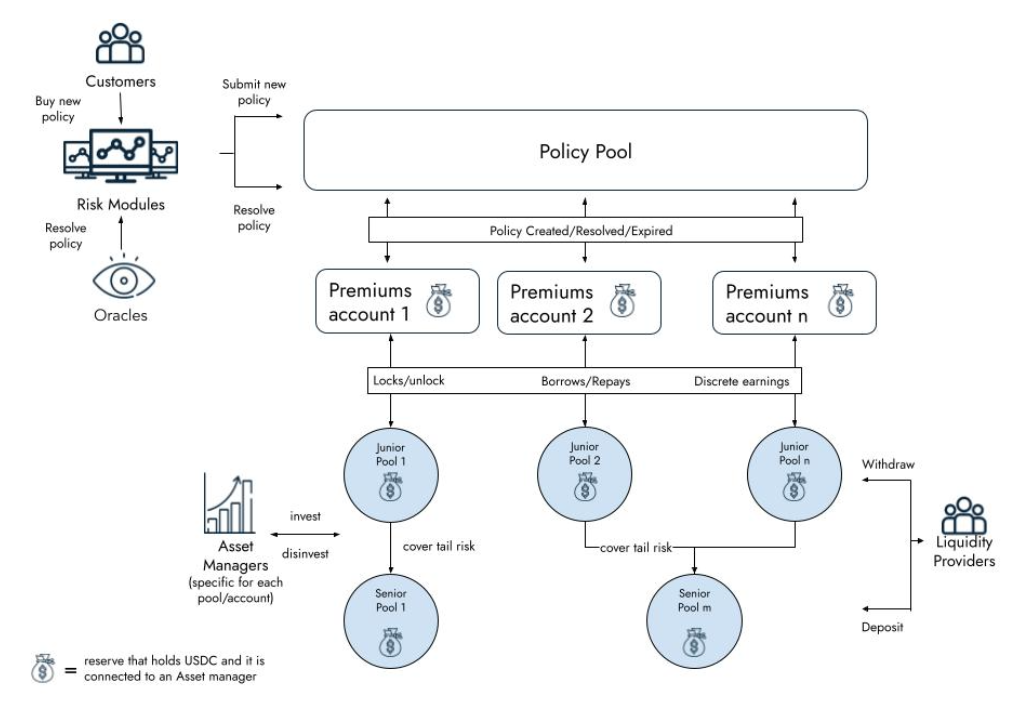 Customers
Buy new
policy
Submit new
policy
Policy Pool
Risk Modules
Resolve
policy
Resolve
policy
Policy Created/Resolved/Expired
Oracles
Premiums
account 1
$
Premiums
account 2
$
Premiums
account n
$
Locks/unlock
Borrows/Repays
Discrete earnings
Junior
Pool 1
$
Junior
Pool 2
$
Junior
Pool n
$
Withdraw
invest
disinvest
Asset
Managers
(specific for each
pool/account)
cover tail risk
cover tail risk
Liquidity
Providers
Senior
Pool 1
$
Senior
Pool m
$
Deposit
$
=
reserve that holds USDC and it is
connected to an Asset manager